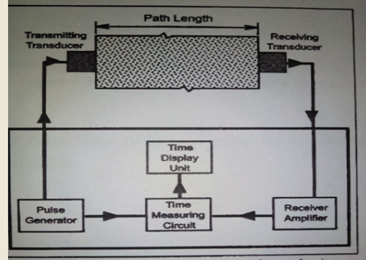 Path Length
Transmitting
Transducer
Receiving
Transducer
Time
Display
Unit
Pulse
Generator
Time
Measuring
Circuit
Receiver
Amplifier